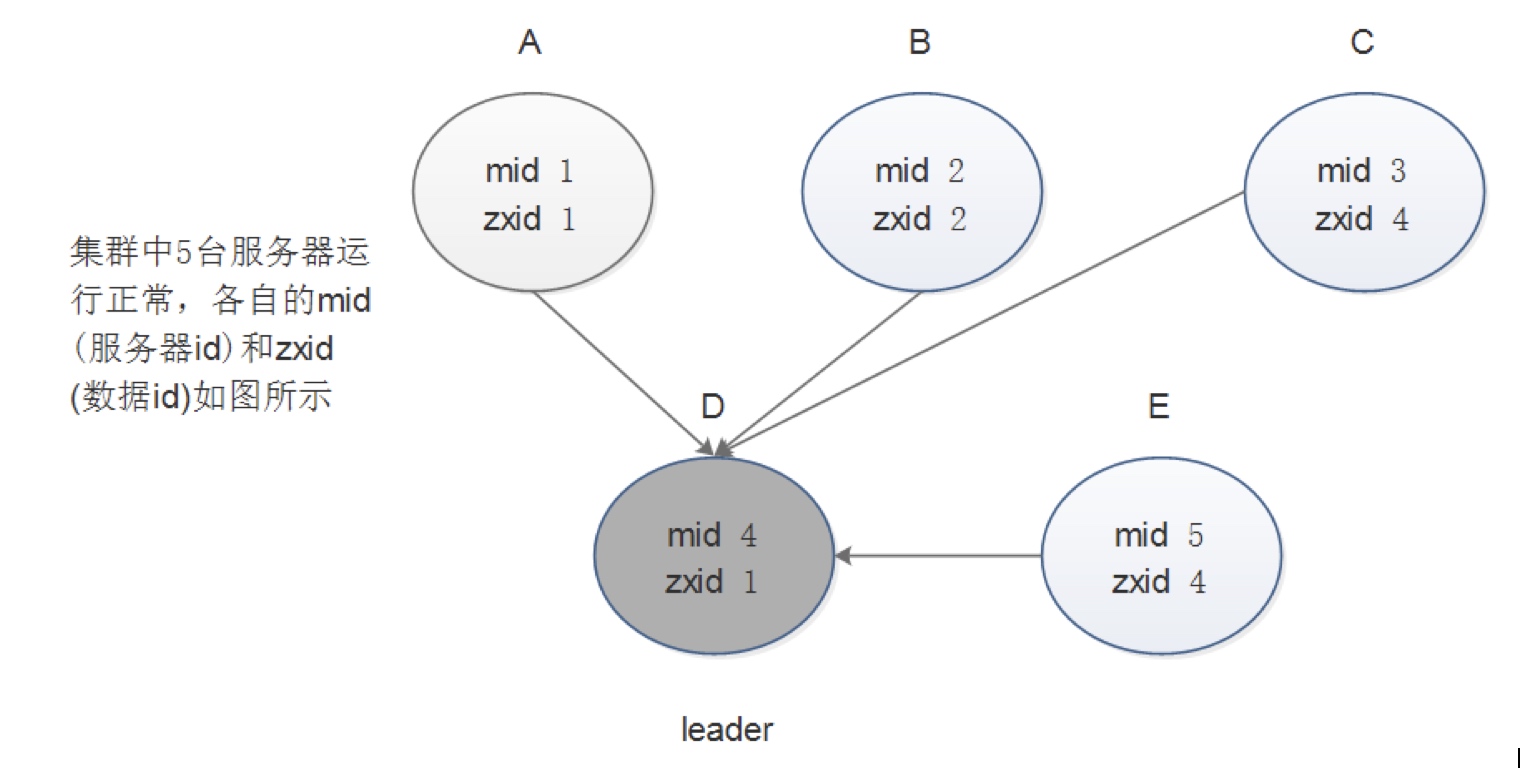 A
B
C
mid 1
zxid 1
mid 2
zxid 2
mid 3
zxid 4
集群中5台服务器运
行正常，各自的mid
(服务器id)和zxid
(数据id)如图所示
D
E
mid 4
zxid 1
mid 5
zxid 4
leader